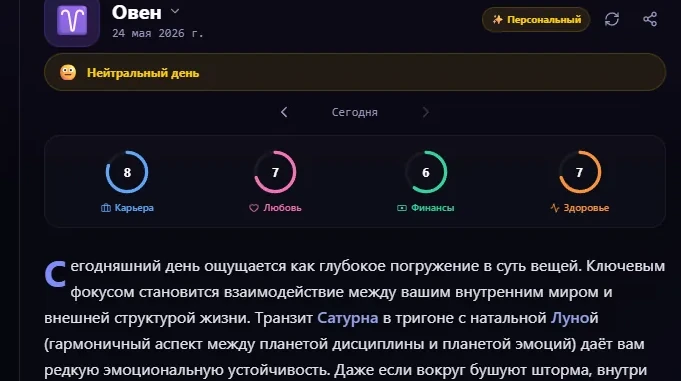 Овен
Персональный
24 мая 2026 г.
Нейтральный день
Сегодня
8
7
6
7
Карьера
Любовь
Финансы
Здоровье
Сегодняшний день ощущается как глубокое погружение в суть вещей. Ключевым
фокусом становится взаимодействие между вашим внутренним миром и
внешней структурой жизни. Транзит Сатурна в тригоне с натальной Луной
(гармоничный аспект между планетой дисциплины и планетой эмоций) даёт вам
редкую эмоциональную устойчивость. Даже если вокруг бушуют шторма, внутри